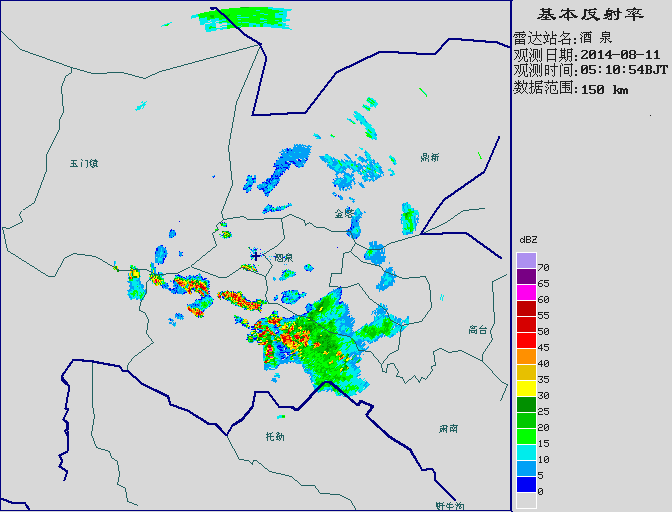 基本反射率
雷达站名:酒 泉
观测日期:2014-08-11
观测时间:05:10:54BJT
数据范围:150 km
玉门镇
鼎新
金塔
酒泉
高台
肃南
托勒
野牛沟
dBZ
70
65
60
55
50
45
40
35
30
25
20
15
10
5
0